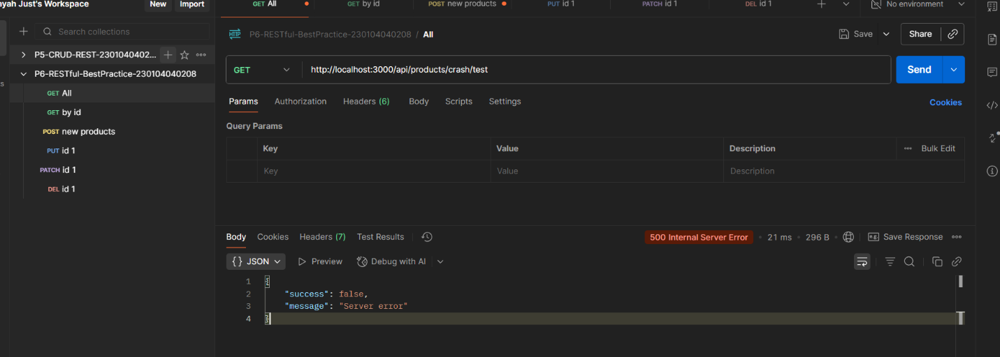 ayah Just's Workspace New Import
GET All GET by id POST new products PUT id 1 PATCH id 1 DEL id 1 No environment
Search collections
HTTP P6-RESTful-BestPractice-230104040208 / All Save Share
P5-CRUD-REST-2301040402...
P6-RESTful-BestPractice-230104040208
GET All
GET by id
POST new products
PUT id 1
PATCH id 1
DEL id 1
s
GET http://localhost:3000/api/products/crash/test Send
Params Authorization Headers (6) Body Scripts Settings Cookies
Query Params
Key Value Description Bulk Edit
Key Value Description
Body Cookies Headers (7) Test Results 500 Internal Server Error 21 ms 296 B e.g. Save Response
{} JSON Preview Debug with AI
1 {
2 "success": false,
3 "message": "Server error"
4 }